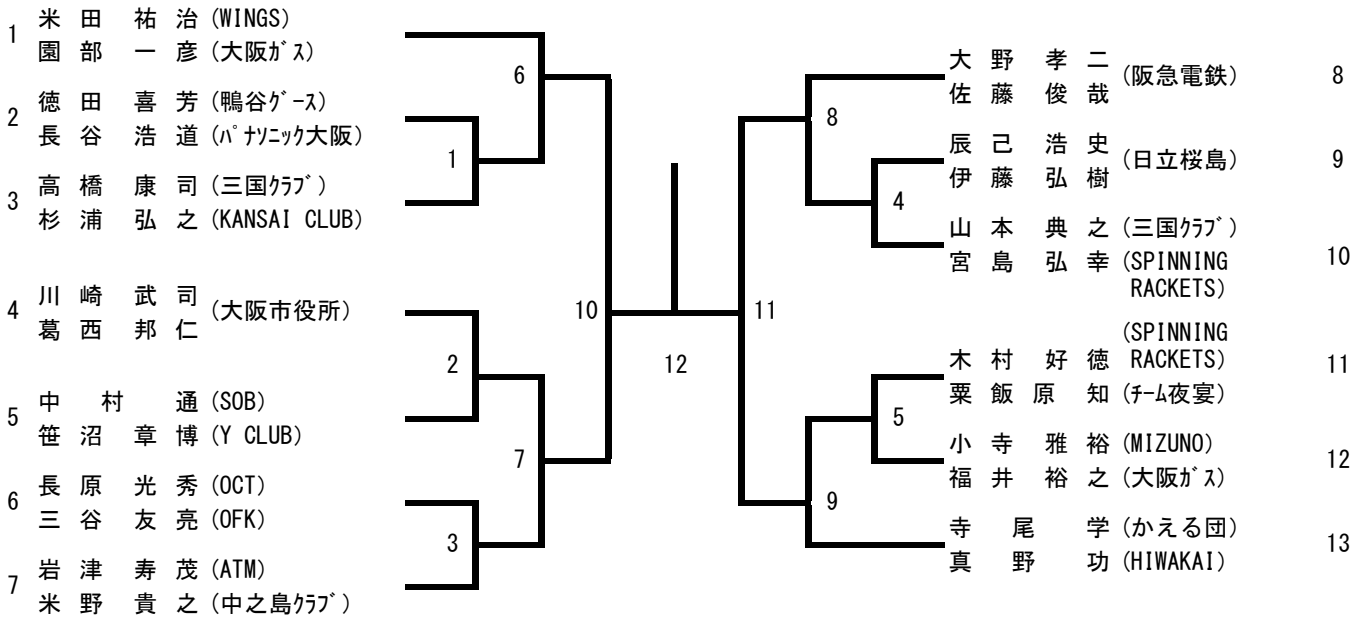 1 米田 祐治 (WINGS)
園部 一彦 (大阪ｶﾞｽ)
2 徳田 喜芳 (鴨谷ｸﾞｰｽ)
長谷 浩道 (ﾊﾟﾅｿﾆｯｸ大阪)
3 高橋 康司 (三国ｸﾗﾌﾞ)
杉浦 弘之 (KANSAI CLUB)
4 川崎 武司 (大阪市役所)
葛西 邦仁
5 中村 通 (SOB)
笹沼 章博 (Y CLUB)
6 長原 光秀 (OCT)
三谷 友亮 (OFK)
7 岩津 寿茂 (ATM)
米野 貴之 (中之島ｸﾗﾌﾞ)
6
1
2
7
3
10
12
11
8
4
5
9
大野 孝二 (阪急電鉄) 8
佐藤 俊哉
辰己 浩史 (日立桜島) 9
伊藤 弘樹
山本 典之 (三国ｸﾗﾌﾞ) 10
宮島 弘幸 (SPINNING
RACKETS)
(SPINNING
木村 好徳 RACKETS) 11
粟飯原 知 (ﾁｰﾑ夜宴)
小寺 雅裕 (MIZUNO) 12
福井 裕之 (大阪ｶﾞｽ)
寺尾 学 (かえる団) 13
真野 功 (HIWAKAI)